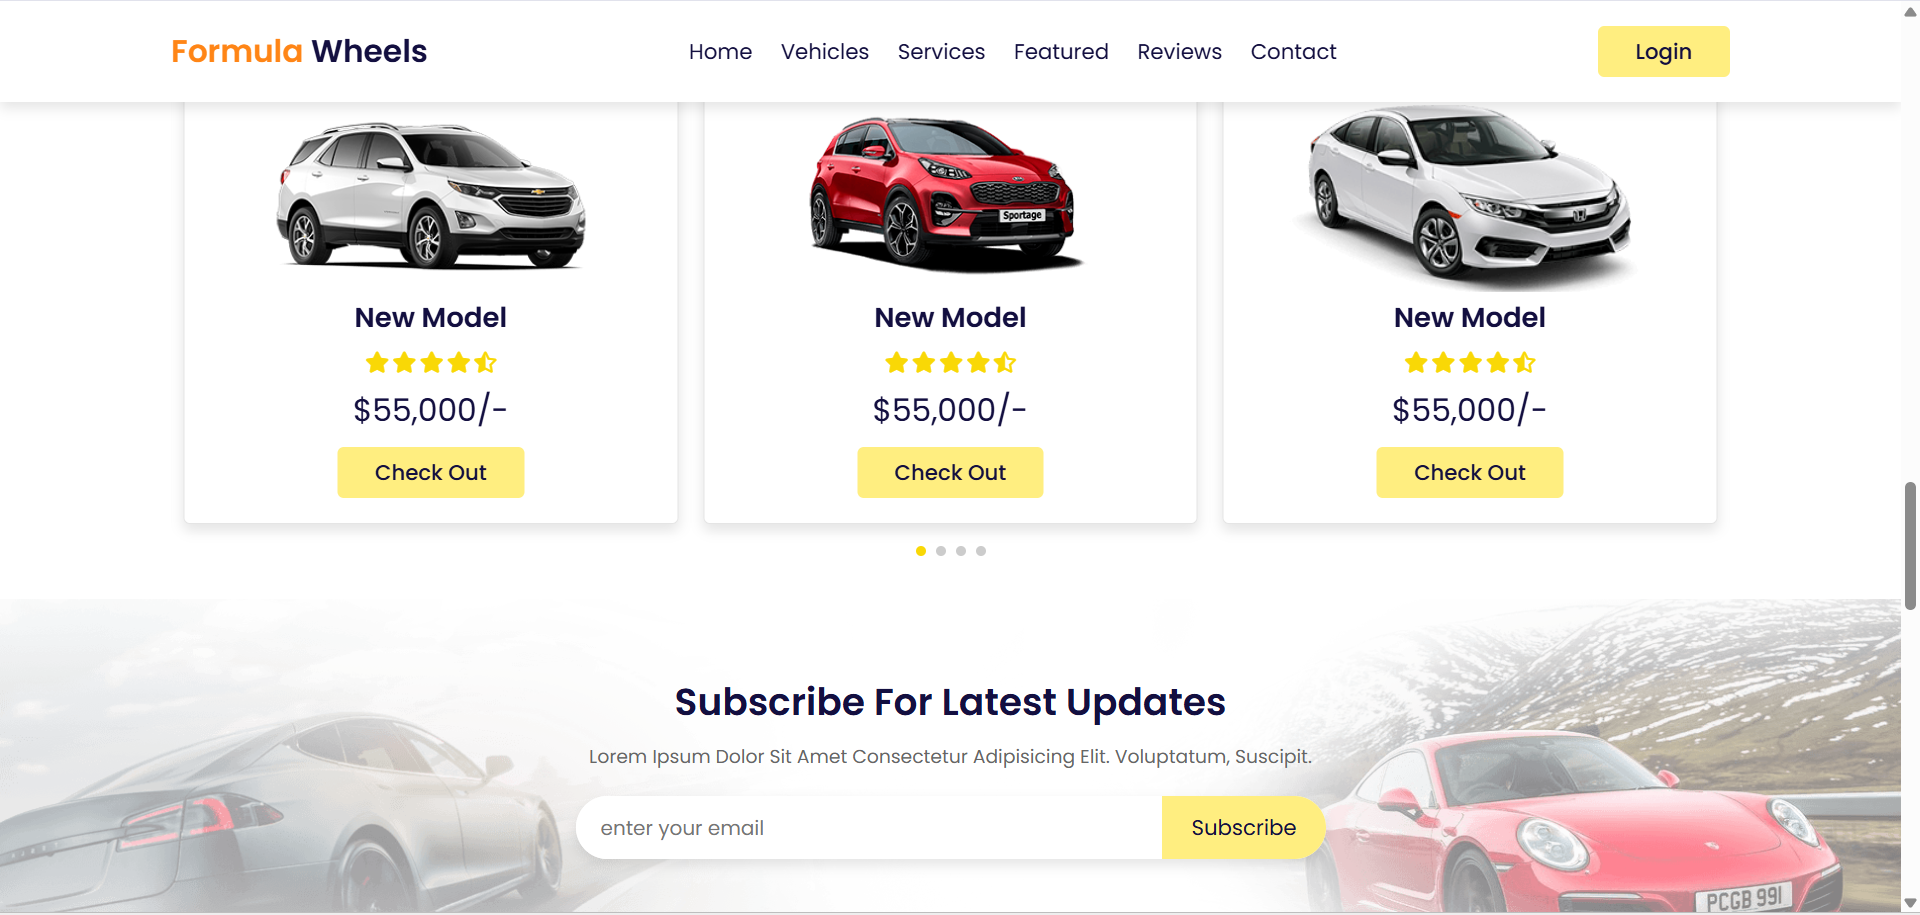 Formula Wheels
Home Vehicles Services Featured Reviews Contact
Login
Sportage
New Model
$55,000/-
Check Out
New Model
$55,000/-
Check Out
New Model
$55,000/-
Check Out
Subscribe For Latest Updates
Lorem Ipsum Dolor Sit Amet Consectetur Adipisicing Elit. Voluptatum, Suscipit.
enter your email
Subscribe
PCGB 991